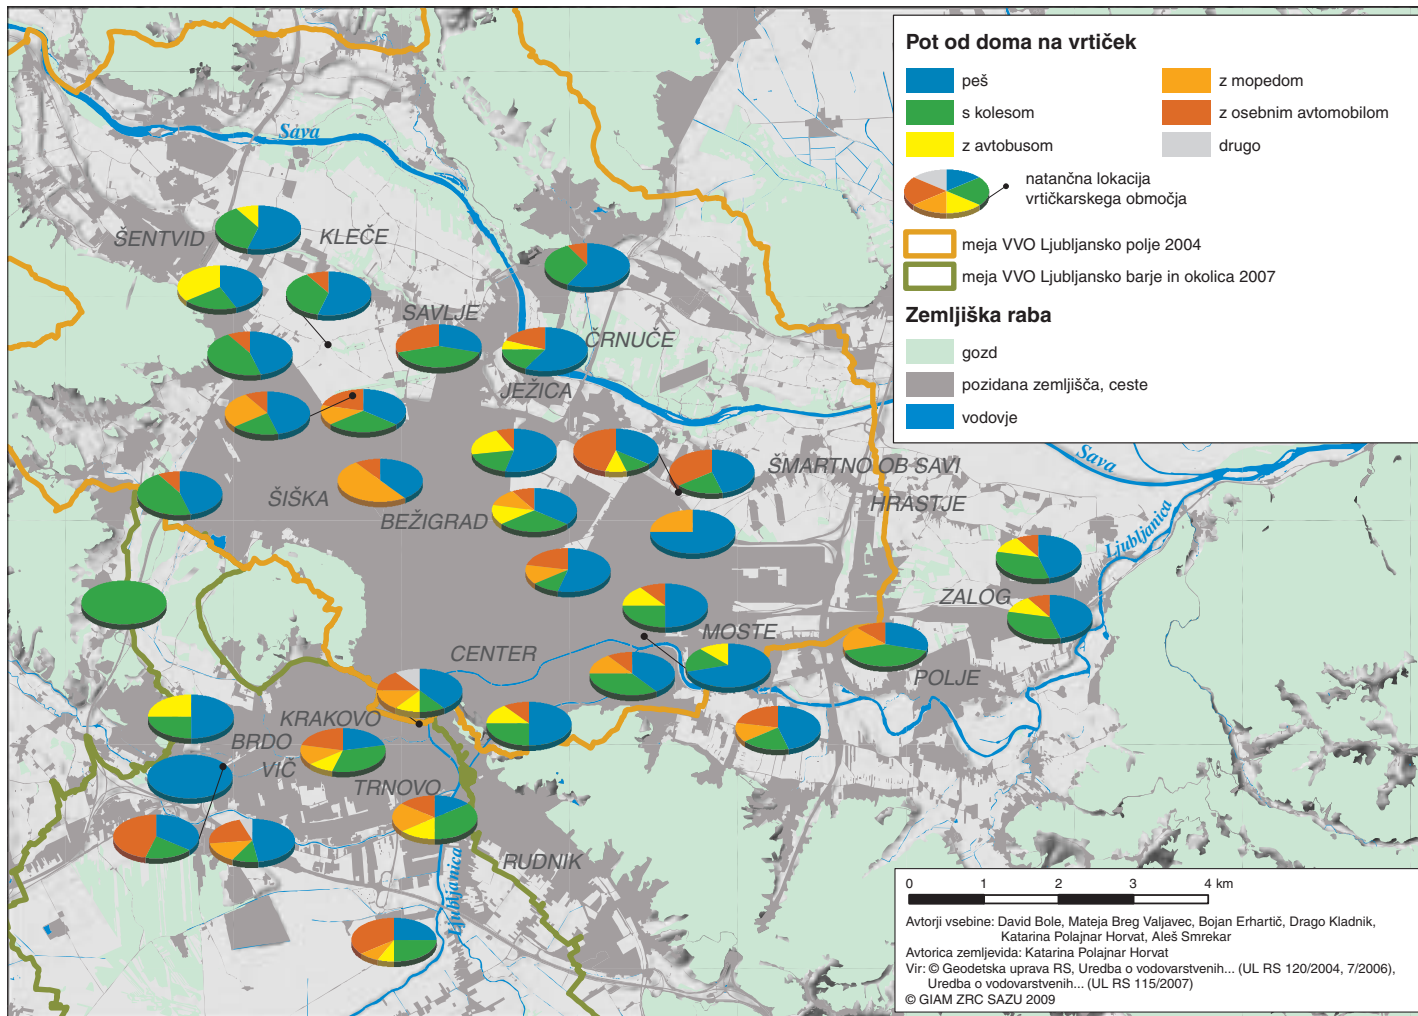 Pot od doma na vrtiček
peš
s kolesom
z avtobusom
z mopedom
z osebnim avtomobilom
drugo
natančna lokacija
vrtičkarskega območja
meja VVO Ljubljansko polje 2004
meja VVO Ljubljansko barje in okolica 2007
Zemljiška raba
gozd
pozidana zemljišča, ceste
vodovje
Sava
ŠENTVID
KLEČE
SAVLJE
ČRNUČE
JEŽICA
ŠMARTNO OB SAVI
Sava
ŠIŠKA
BEŽIGRAD
HRASTJE
Ljubljanica
ZALOG
MOSTE
CENTER
POLJE
KRAKOVO
BRDO
VIČ
TRNOVO
RUDNIK
Ljubljanica
0 1 2 3 4 km
Avtorji vsebine: David Bole, Mateja Breg Valjavec, Bojan Erhartič, Drago Kladnik,
Katarina Polajnar Horvat, Aleš Smrekar
Avtorica zemljevida: Katarina Polajnar Horvat
Vir: © Geodetska uprava RS, Uredba o vodovarstvenih... (UL RS 120/2004, 7/2006),
Uredba o vodovarstvenih... (UL RS 115/2007)
© GIAM ZRC SAZU 2009